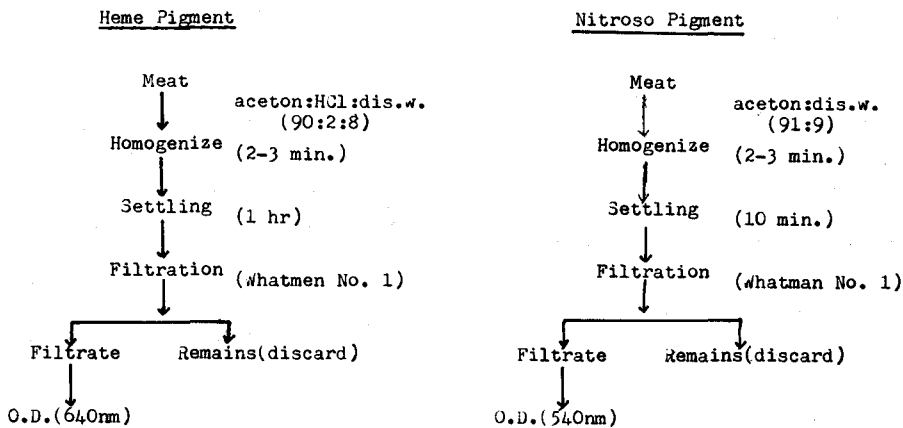 Heme Pigment
Meat
aceton:HCl:dis.w.
(90:2:8)
Homogenize
(2-3 min.)
Settling
(1 hr)
Filtration
(Whatmen No. 1)
Filtrate
Remains(discard)
O.D.(640nm)
Nitroso Pigment
Meat
aceton:dis.w.
(91:9)
Homogenize
(2-3 min.)
Settling
(10 min.)
Filtration
(Whatman No. 1)
Filtrate
Remains(discard)
O.D.(540nm)